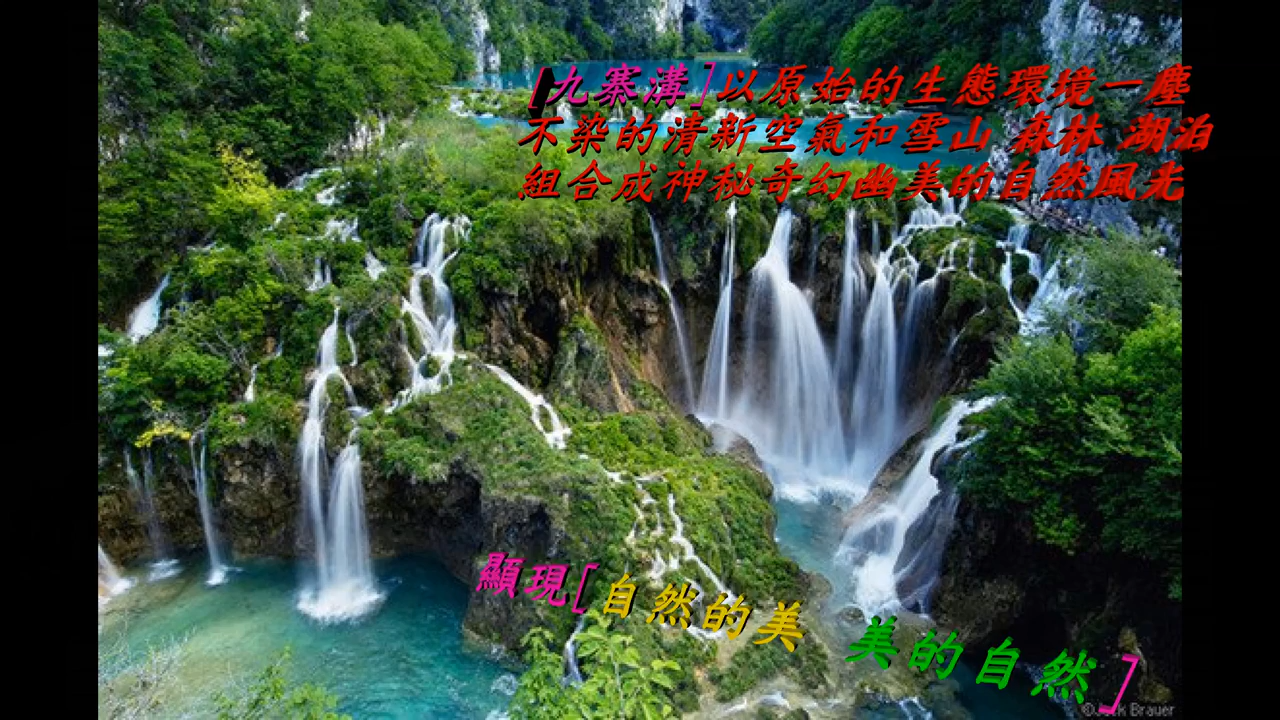 [九寨溝]以原始的生態環境一塵
不染的清新空氣和雪山 森林 湖泊
組合成神秘奇幻幽美的自然風光
顯現[自然的美 美的自然]
©Jack Brauer